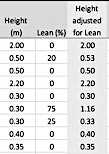 Height
(m) Lean (%) Height
adjusted
for Lean
2.00 0 2.00
0.50 20 0.53
0.50 0 0.50
2.20 0 2.20
0.30 0 0.30
0.30 75 1.16
0.30 25 0.33
0.40 0 0.40
0.35 0 0.35